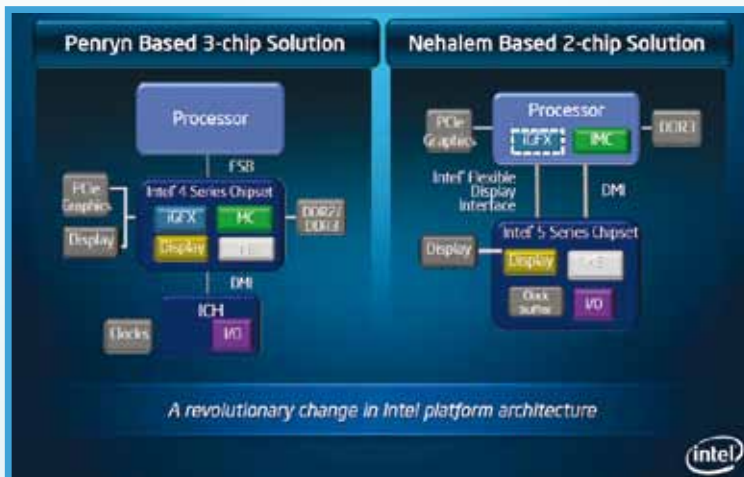 Penryn Based 3-chip Solution
Processor
FSB
Intel® 4 Series Chipset
PCIe
Graphics
Display
iGFX
MC
Display
DDR2/
DDR3
DMI
ICH
Clocks
I/O
Nehalem Based 2-chip Solution
Processor
PCIe
Graphics
iGFX
IMC
DDR3
Intel® Flexible
Display
Interface
DMI
Intel® 5 Series Chipset
Display
Display
Clock
Buffer
I/O
A revolutionary change in Intel platform architecture
intel